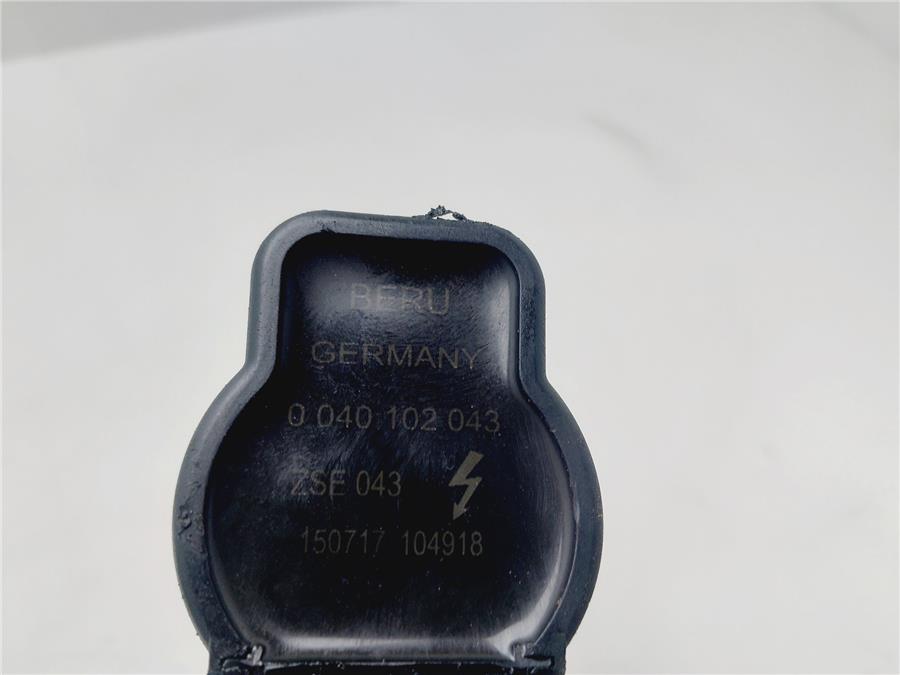 BERU
GERMANY
0 040 102 043
ZSE 043
150717 104918